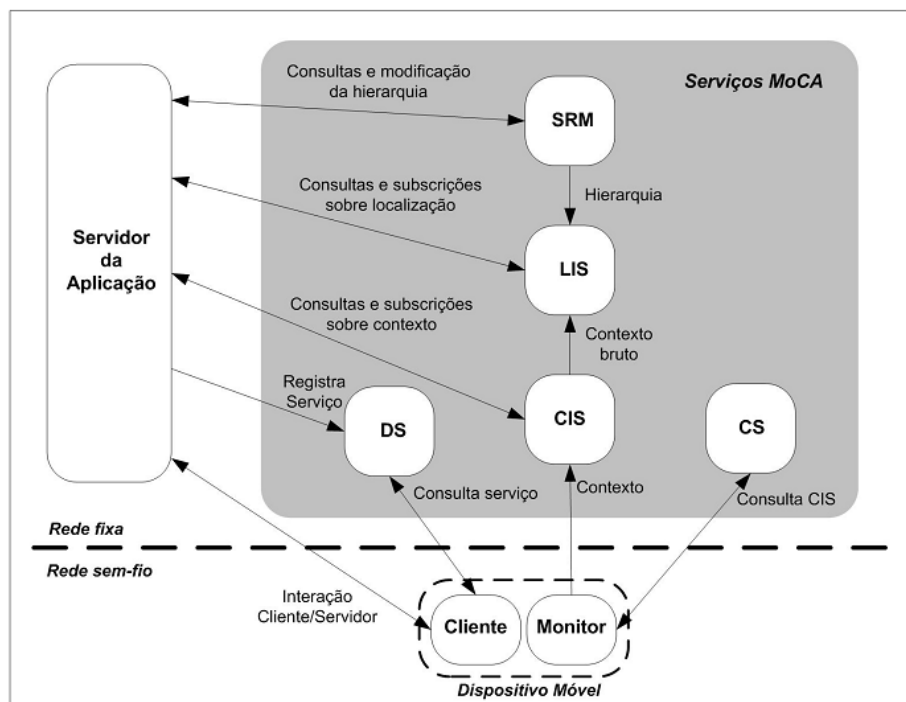 Consultas e modificação
da hierarquia
Serviços MoCA
SRM
Hierarquia
Consultas e subscrições
sobre localização
Servidor
da
Aplicação
LIS
Consultas e subscrições
sobre contexto
Contexto
bruto
Registra
Serviço
DS
CIS
CS
Consulta serviço
Contexto
Consulta CIS
Rede fixa
Rede sem-fio
Interação
Cliente/Servidor
Cliente
Monitor
Dispositivo Móvel